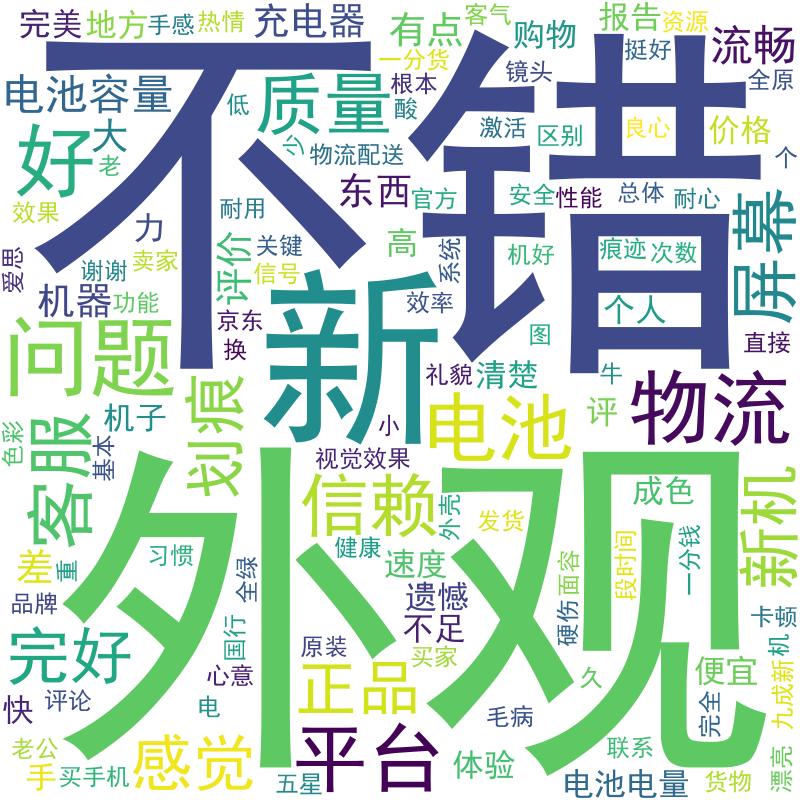 完美
地方
手感
热情
充电器
有点
客气
购物
报告
资源
流畅
一分货
挺好
不错
电池容量
质量
根本
镜头
全原
低
酸
激活
区别
良心
价格
好
大
少
老
物流配送
个
东西
官方
安全
性能
总体
耐心
屏幕
效果
力
耐用
评价
关键
高
系统
机好
痕迹
次数
爱思
谢谢
卖家
信号
机器
功能
新
效率
个人
京东
图
直接
问题
换
礼貌
清楚
牛
物流
划痕
电池
评
机子
小
色彩
客服
基本
视觉效果
外观
成色
新机
信赖
外壳
发货
习惯
健康
速度
差
重
全绿
面容
段时间
一分钱
品牌
遗憾
硬伤
卡顿
不足
国行
完好
原装
买家
机
心意
正品
久
便宜
九成新
快
评论
电
毛病
完全
老公
感觉
平台
体验
联系
漂亮
手
买手机
五星
电池电量
货物